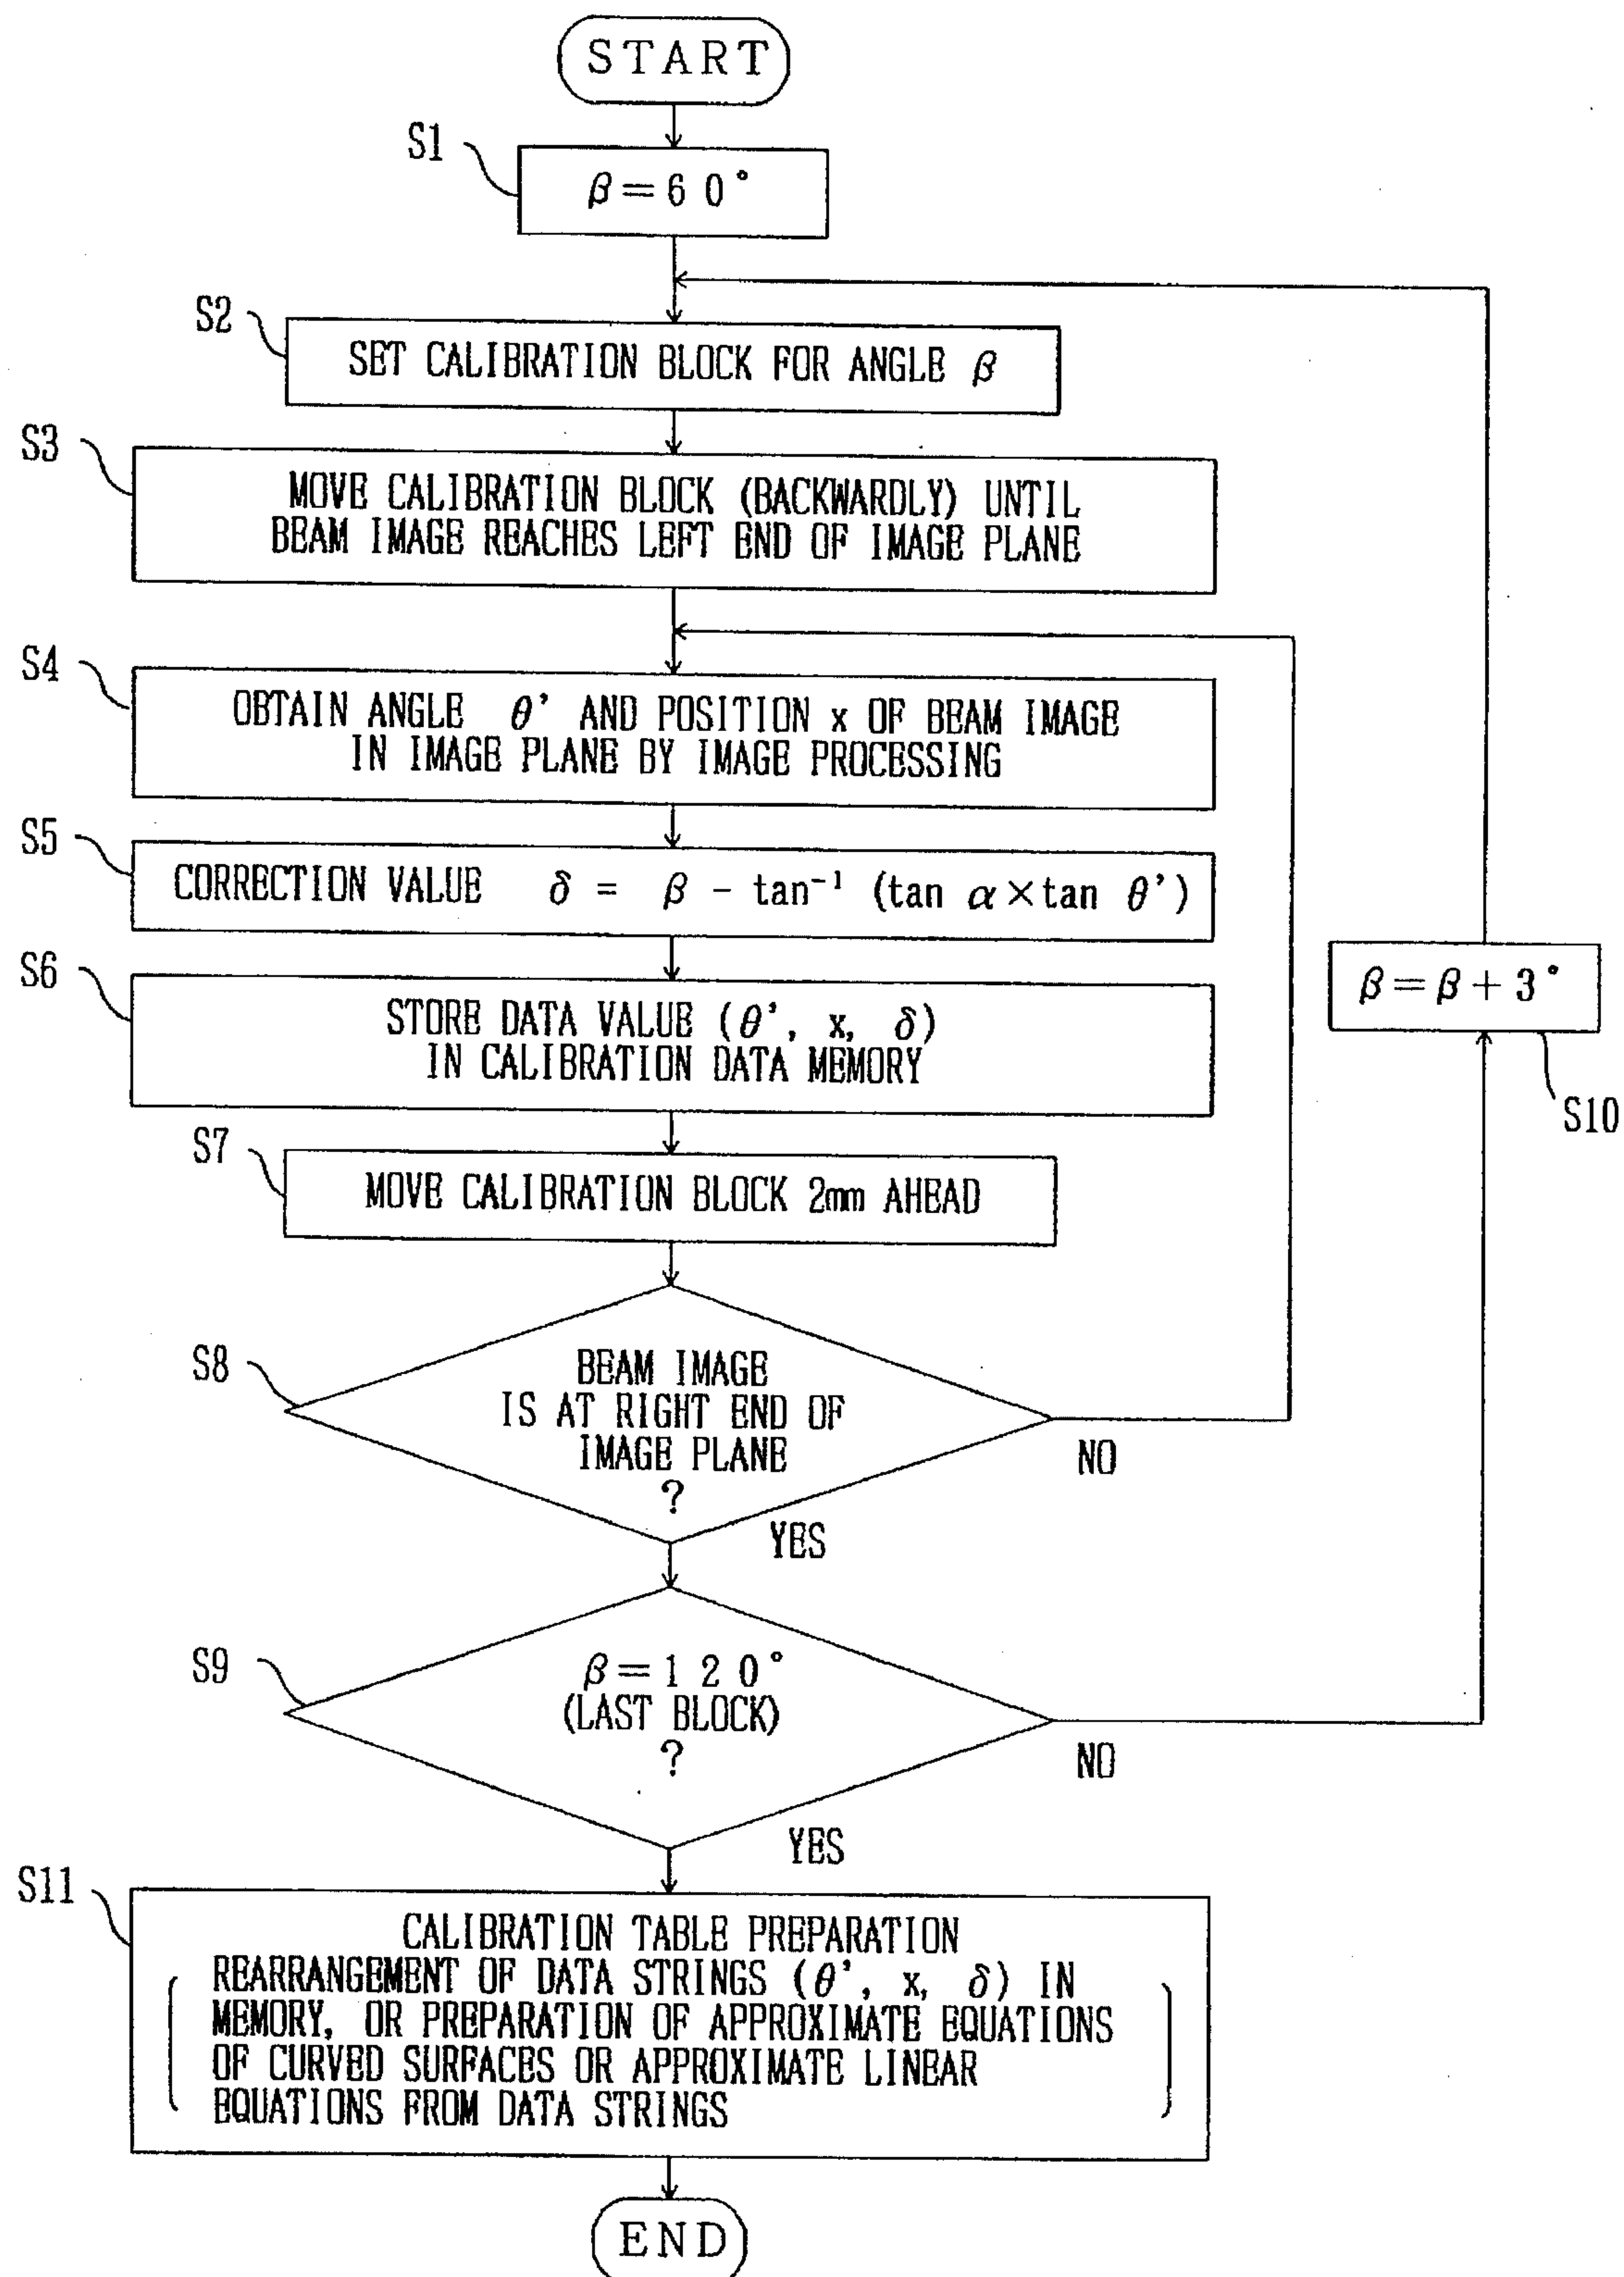 START
S1
β=60°
S2
SET CALIBRATION BLOCK FOR ANGLE β
S3
MOVE CALIBRATION BLOCK (BACKWARDLY) UNTIL
BEAM IMAGE REACHES LEFT END OF IMAGE PLANE
S4
OBTAIN ANGLE θ' AND POSITION x OF BEAM IMAGE
IN IMAGE PLANE BY IMAGE PROCESSING
S5
CORRECTION VALUE δ = β - tan⁻¹ (tan α×tan θ')
S6
STORE DATA VALUE (θ', x, δ)
IN CALIBRATION DATA MEMORY
β=β+3°
S10
S7
MOVE CALIBRATION BLOCK 2mm AHEAD
S8
BEAM IMAGE
IS AT RIGHT END OF
IMAGE PLANE
?
NO
YES
S9
β=120°
(LAST BLOCK)
?
NO
YES
S11
CALIBRATION TABLE PREPARATION
REARRANGEMENT OF DATA STRINGS (θ', x, δ) IN
MEMORY, OR PREPARATION OF APPROXIMATE EQUATIONS
OF CURVED SURFACES OR APPROXIMATE LINEAR
EQUATIONS FROM DATA STRINGS
END